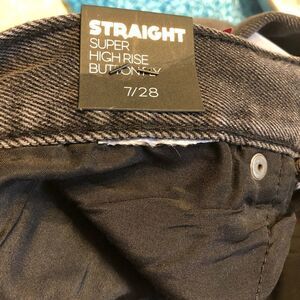 STRAIGHT
SUPER
HIGH RISE
BUTTON FLY
7/28